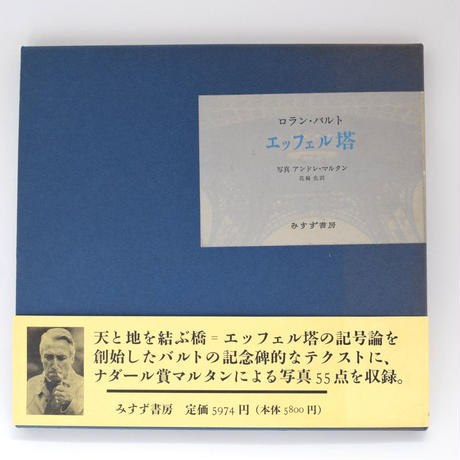 ロラン・バルト
エッフェル塔
写真 アンドレ・マルタン
花輪 光訳
みすず書房
天と地を結ぶ橋=エッフェル塔の記号論を
創始したバルトの記念碑的なテクストに、
ナダール賞マルタンによる写真55点を収録。
みすず書房 定価5974円(本体5800円)